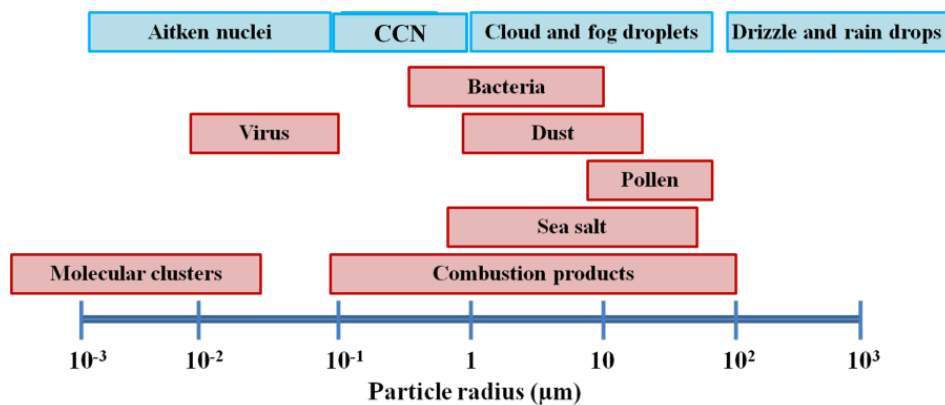 Aitken nuclei CCN Cloud and fog droplets Drizzle and rain drops
Bacteria
Virus Dust
Pollen
Sea salt
Molecular clusters Combustion products
10⁻³ 10⁻² 10⁻¹ 1 10 10² 10³
Particle radius (µm)